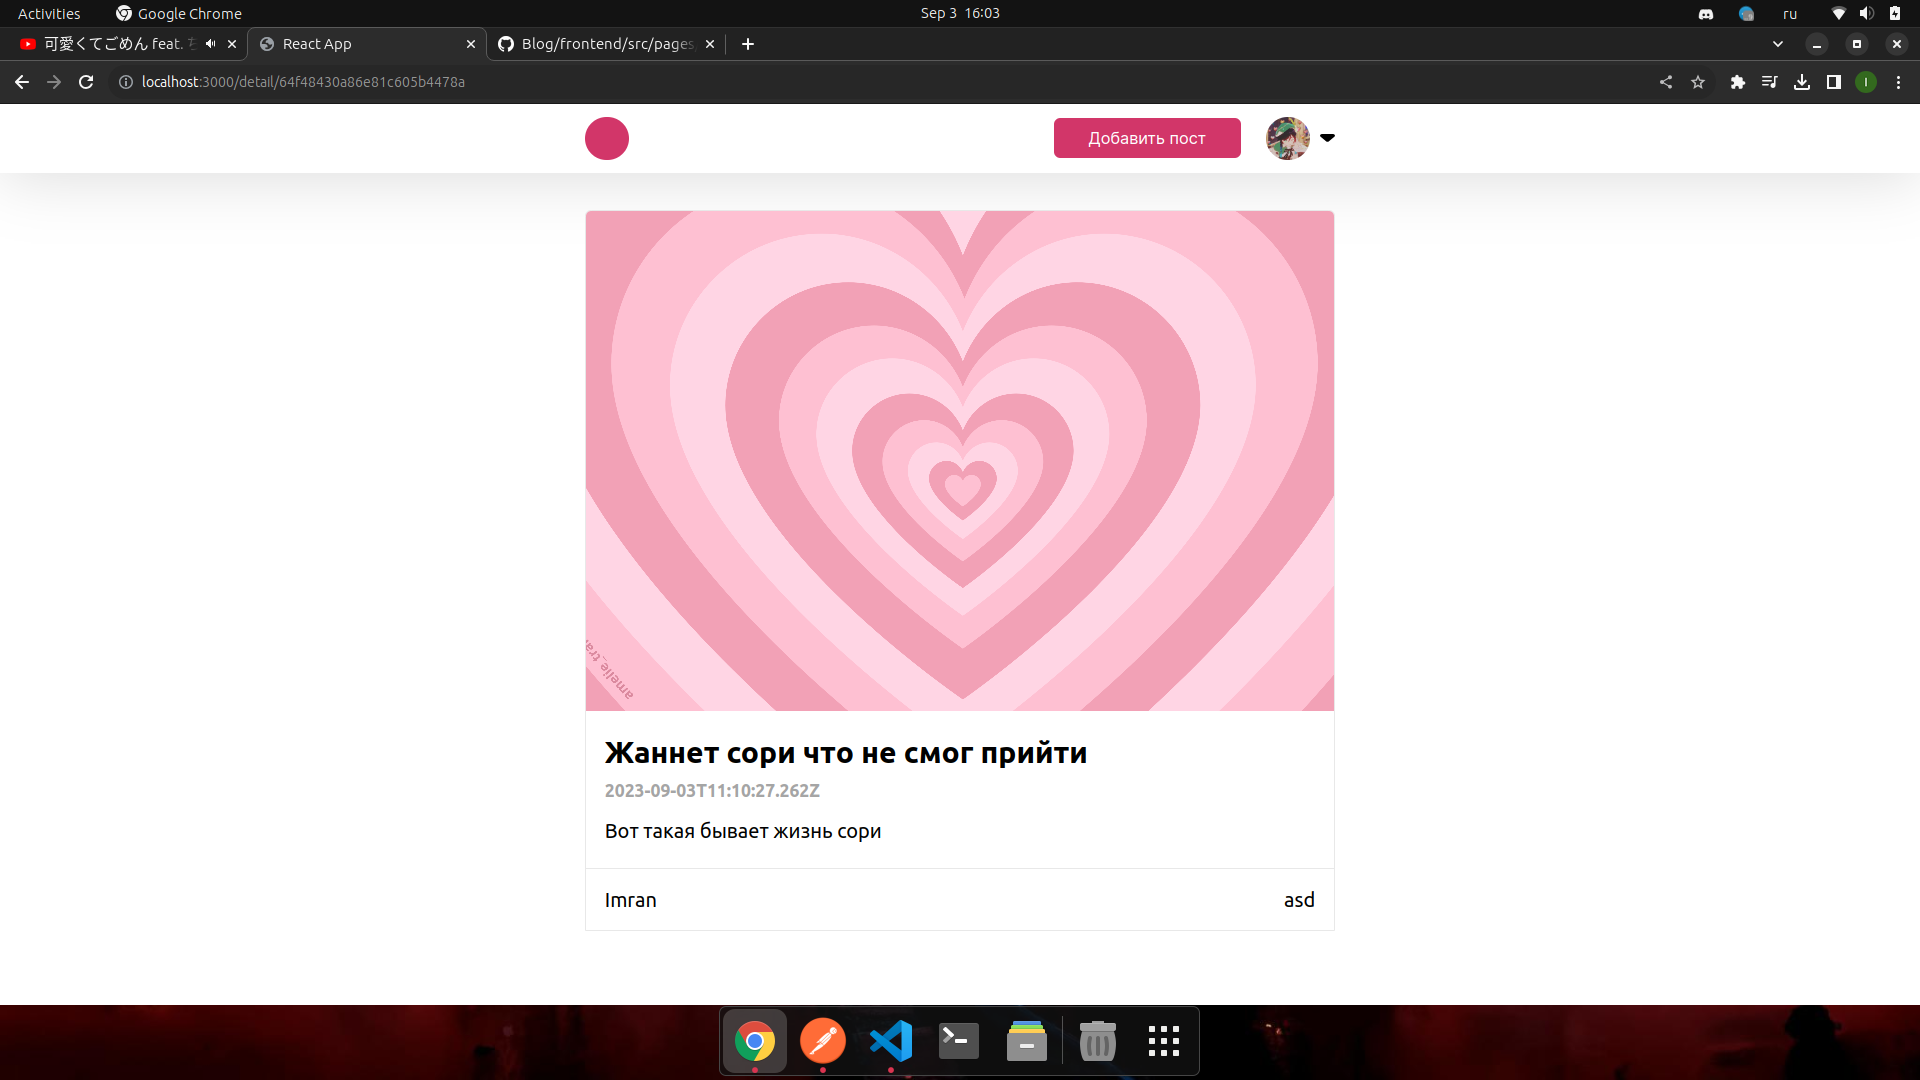 Activities
Google Chrome
Sep 3 16:03
ru
可愛くてごめん feat.
React App
Blog/frontend/src/pages
localhost:3000/detail/64f48430a86e81c605b4478a
I
Добавить пост
amelie_tra
Жаннет сори что не смог прийти
2023-09-03T11:10:27.262Z
Вот такая бывает жизнь сори
Imran
asd